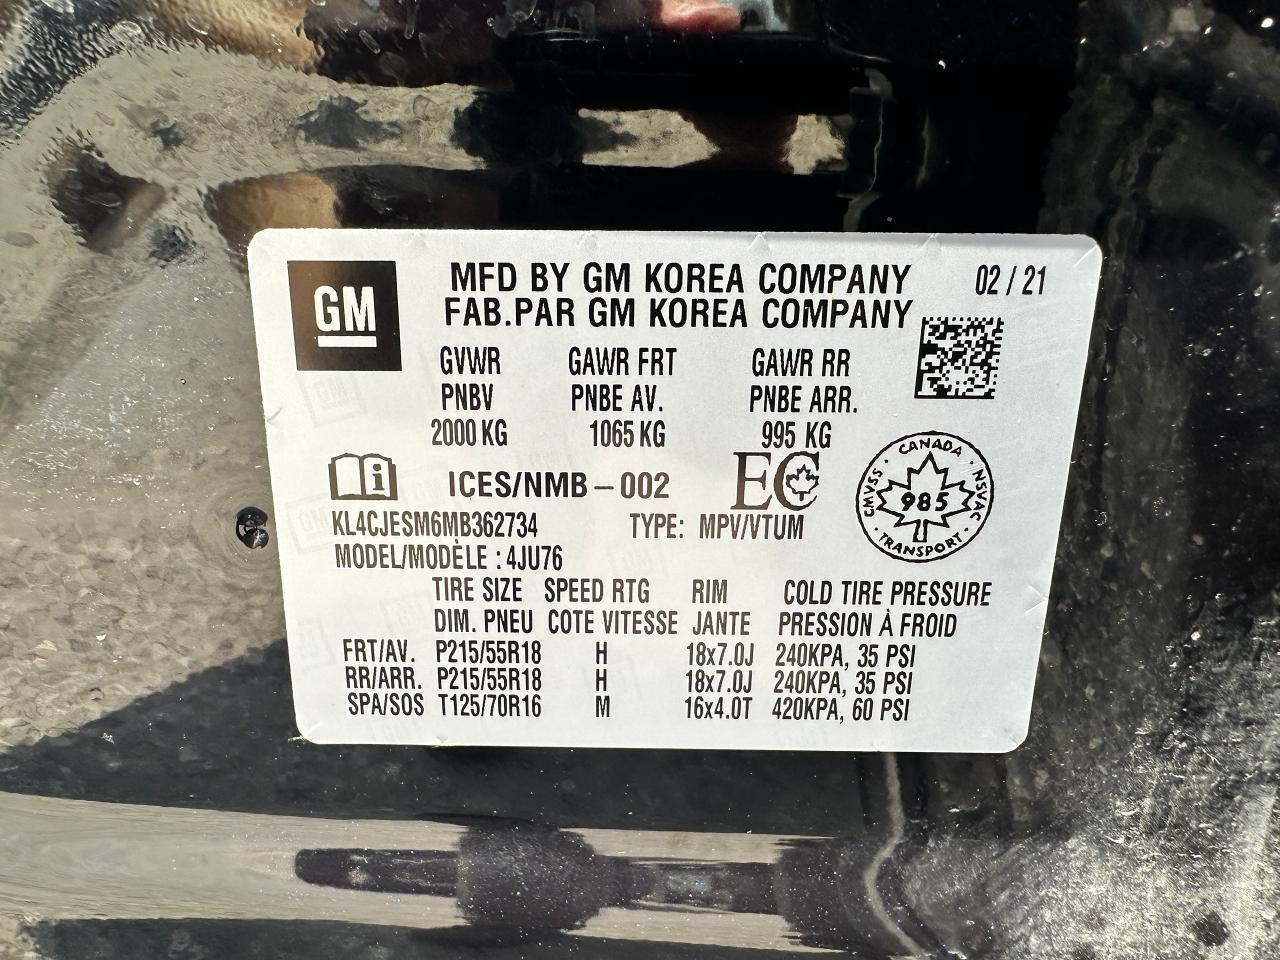 GM
MFD BY GM KOREA COMPANY 02 / 21
FAB.PAR GM KOREA COMPANY
GVWR GAWR FRT GAWR RR
PNBV PNBE AV. PNBE ARR.
2000 KG 1065 KG 995 KG
i ICES/NMB - 002 EC
CANADA CMVSS NSVAC 985 TRANSPORT
KL4CJESM6MB362734 TYPE: MPV/VTUM
MODEL/MODÈLE : 4JU76
TIRE SIZE SPEED RTG RIM COLD TIRE PRESSURE
DIM. PNEU COTE VITESSE JANTE PRESSION À FROID
FRT/AV. P215/55R18 H 18x7.0J 240KPA, 35 PSI
RR/ARR. P215/55R18 H 18x7.0J 240KPA, 35 PSI
SPA/SOS T125/70R16 M 16x4.0T 420KPA, 60 PSI